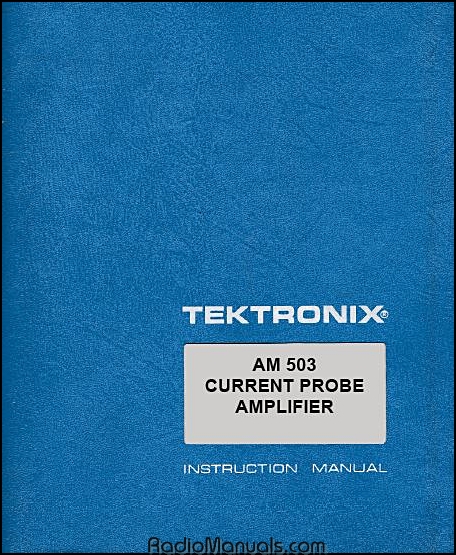 TEKTRONIX®
AM 503
CURRENT PROBE
AMPLIFIER
INSTRUCTION MANUAL
RadioManuals.com